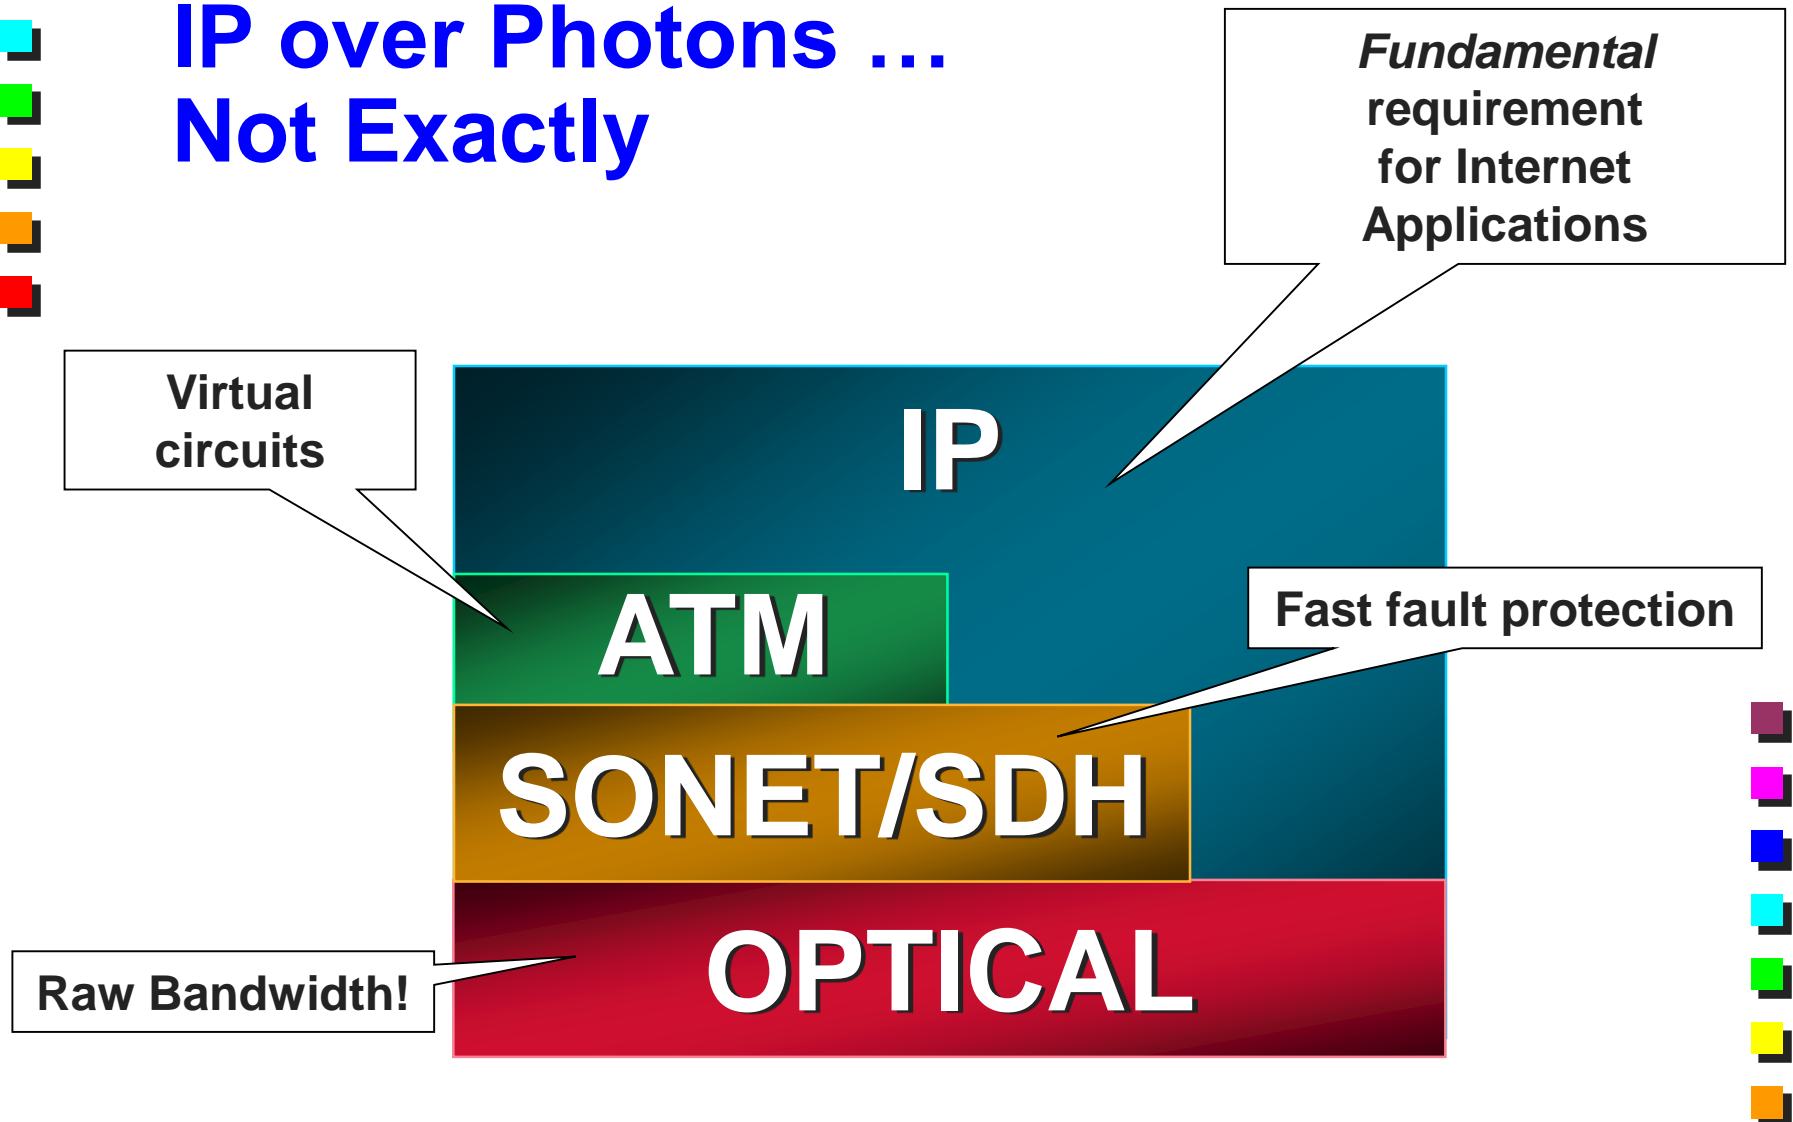 IP over Photons …
Not Exactly
Fundamental
requirement
for Internet
Applications
Virtual
circuits
IP
ATM
Fast fault protection
SONET/SDH
OPTICAL
Raw Bandwidth!